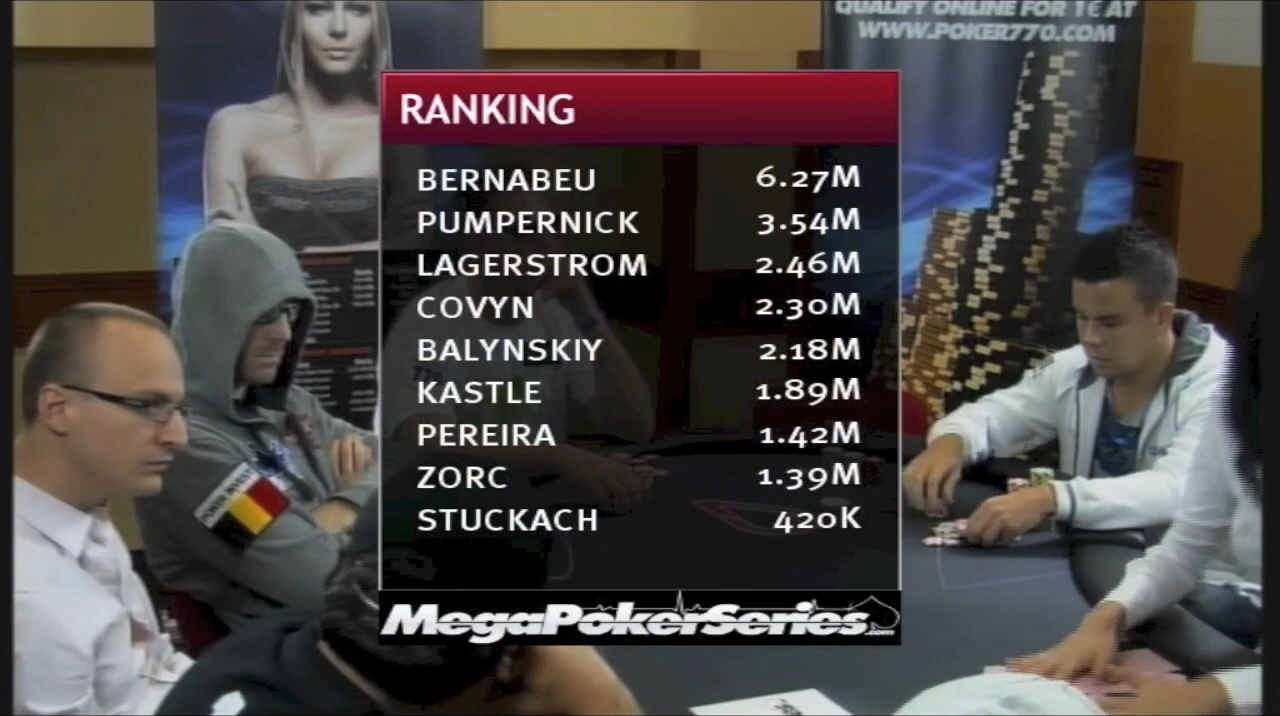 QUALIFY ONLINE FOR 1€ AT
WWW.POKER770.COM
RANKING
BERNABEU 6.27M
PUMPERNICK 3.54M
LAGERSTROM 2.46M
COVYN 2.30M
BALYNSKIY 2.18M
KASTLE 1.89M
PEREIRA 1.42M
ZORC 1.39M
STUCKACH 420K
MegaPokerSeries.com